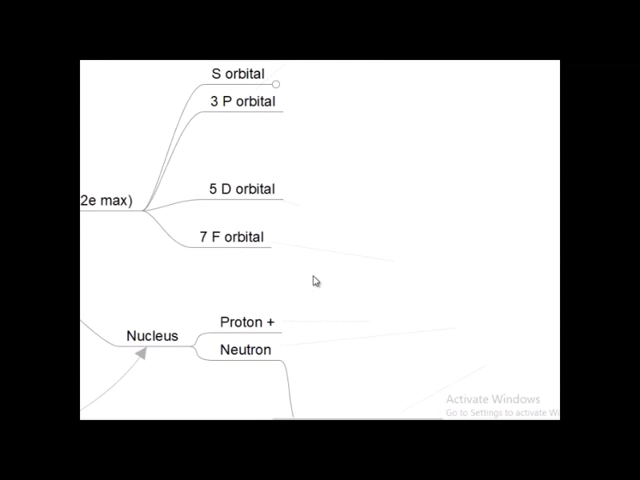 S orbital
3 P orbital
5 D orbital
2e max)
7 F orbital
Proton +
Nucleus
Neutron
Activate Windows
Go to Settings to activate Wi